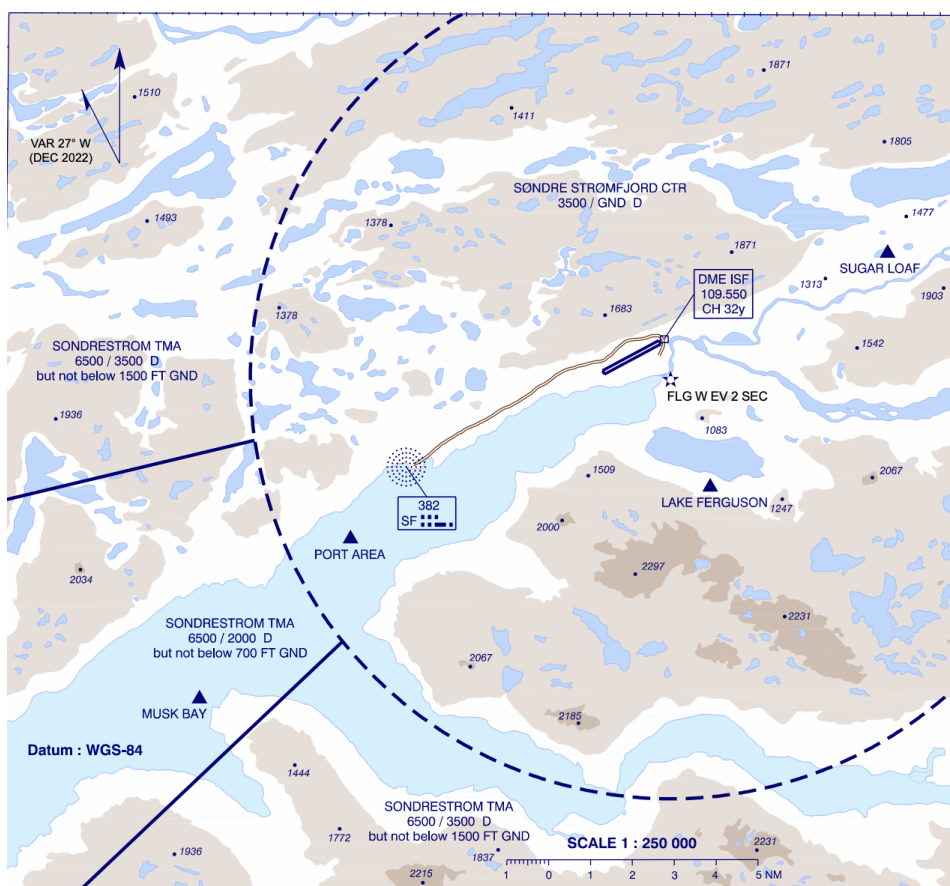 1871
1510
1411
VAR 27° W
(DEC 2022)
1805
SØNDRE STRØMFJORD CTR
3500 / GND D
1477
1493
1378
1871
SUGAR LOAF
DME ISF
109.550
CH 32y
1313
1903
1378
1683
SONDRESTROM TMA
6500 / 3500 D
but not below 1500 FT GND
1542
FLG W EV 2 SEC
1936
1083
1509
2067
382
SF
LAKE FERGUSON
1247
2000
PORT AREA
2297
2034
2231
SONDRESTROM TMA
6500 / 2000 D
but not below 700 FT GND
2067
MUSK BAY
2185
Datum : WGS-84
1444
SONDRESTROM TMA
6500 / 3500 D
but not below 1500 FT GND
1772
SCALE 1 : 250 000
1936
1837
2231
2215
1 0 1 2 3 4 5 NM